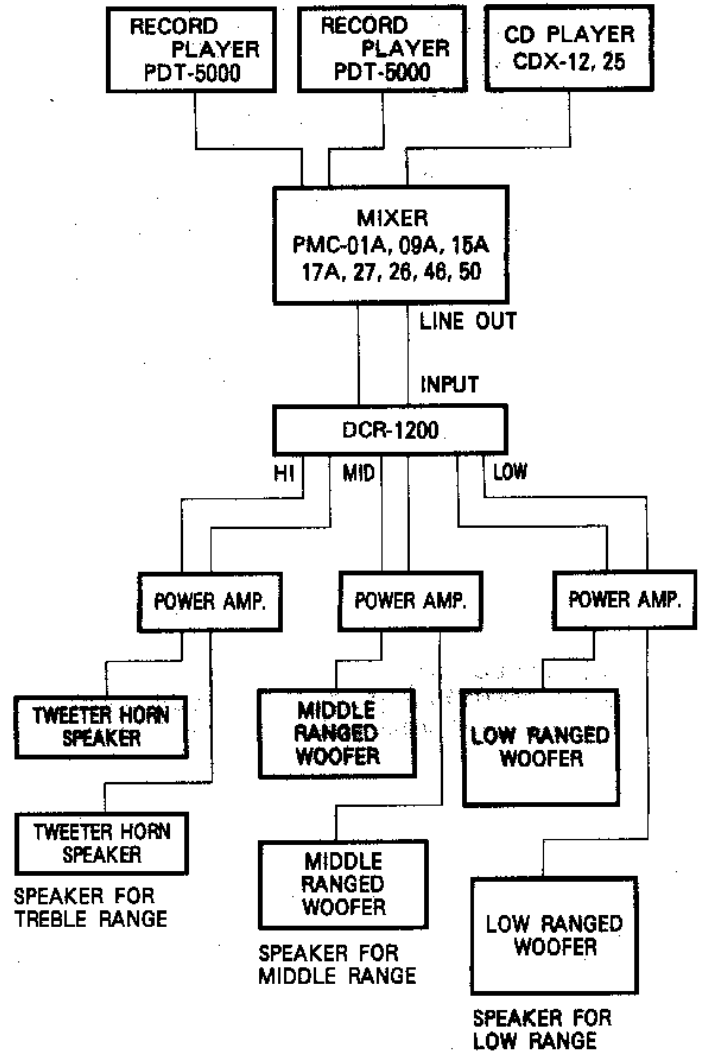 RECORD
PLAYER
PDT-5000
RECORD
PLAYER
PDT-5000
CD PLAYER
CDX-12, 25
MIXER
PMC-01A, 09A, 15A
17A, 27, 26, 46, 50
LINE OUT
INPUT
DCR-1200
HI
MID
LOW
POWER AMP.
POWER AMP.
POWER AMP.
TWEETER HORN
SPEAKER
MIDDLE
RANGED
WOOFER
LOW RANGED
WOOFER
TWEETER HORN
SPEAKER
SPEAKER FOR
TREBLE RANGE
MIDDLE
RANGED
WOOFER
SPEAKER FOR
MIDDLE RANGE
LOW RANGED
WOOFER
SPEAKER FOR
LOW RANGE